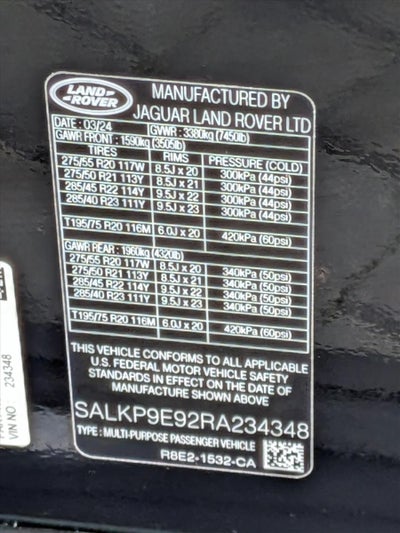 LAND ROVER
MANUFACTURED BY
JAGUAR LAND ROVER LTD
DATE : 03/24 GVWR : 3380kg (7450lb)
GAWR FRONT : 1590kg (3505lb)
TIRES RIMS PRESSURE (COLD)
275/55 R20 117W 8.5J x 20 300kPa (44psi)
275/50 R21 113Y 8.5J x 21 300kPa (44psi)
285/45 R22 114Y 9.5J x 22 300kPa (44psi)
285/40 R23 111Y 9.5J x 23 300kPa (44psi)
T195/75 R20 116M 6.0J x 20 420kPa (60psi)
GAWR REAR : 1960kg (4320lb)
275/55 R20 117W 8.5J x 20 340kPa (50psi)
275/50 R21 113Y 8.5J x 21 340kPa (50psi)
285/45 R22 114Y 9.5J x 22 340kPa (50psi)
285/40 R23 111Y 9.5J x 23 340kPa (50psi)
T195/75 R20 116M 6.0J x 20 420kPa (60psi)
THIS VEHICLE CONFORMS TO ALL APPLICABLE
U.S. FEDERAL MOTOR VEHICLE SAFETY
STANDARDS IN EFFECT ON THE DATE OF
MANUFACTURE SHOWN ABOVE
SALKP9E92RA234348
TYPE: MULTI-PURPOSE PASSENGER VEHICLE
R8E2-1532-CA
VIN NO 234348